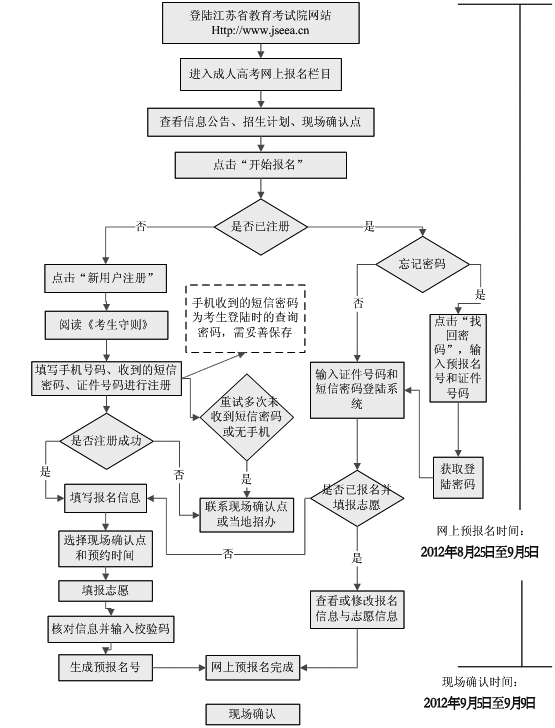 登陆江苏省教育考试院网站
Http://www.jseea.cn
进入成人高考网上报名栏目
查看信息公告、招生计划、现场确认点
点击“开始报名”
是否已注册
否
是
点击“新用户注册”
忘记密码
阅读《考生守则》
手机收到的短信密码
为考生登陆时的查询
密码，需妥善保存
否
是
点击“找
回密
码”，输
入预报名
号和证件
号码
填写手机号码、收到的短信
密码、证件号码进行注册
输入证件号码和
短信密码登陆系
统
重试多次未
收到短信密码
或无手机
是否注册成功
是
否
是
获取登
陆密码
填写报名信息
联系现场确认点
或当地招办
是否已报名并
填报志愿
选择现场确认点
和预约时间
否
是
网上预报名时间：
2012年8月25日至9月5日
填报志愿
查看或修改报名
信息与志愿信息
核对信息并输入校验码
生成预报名号
网上预报名完成
现场确认时间：
2012年9月5日至9月9日
现场确认